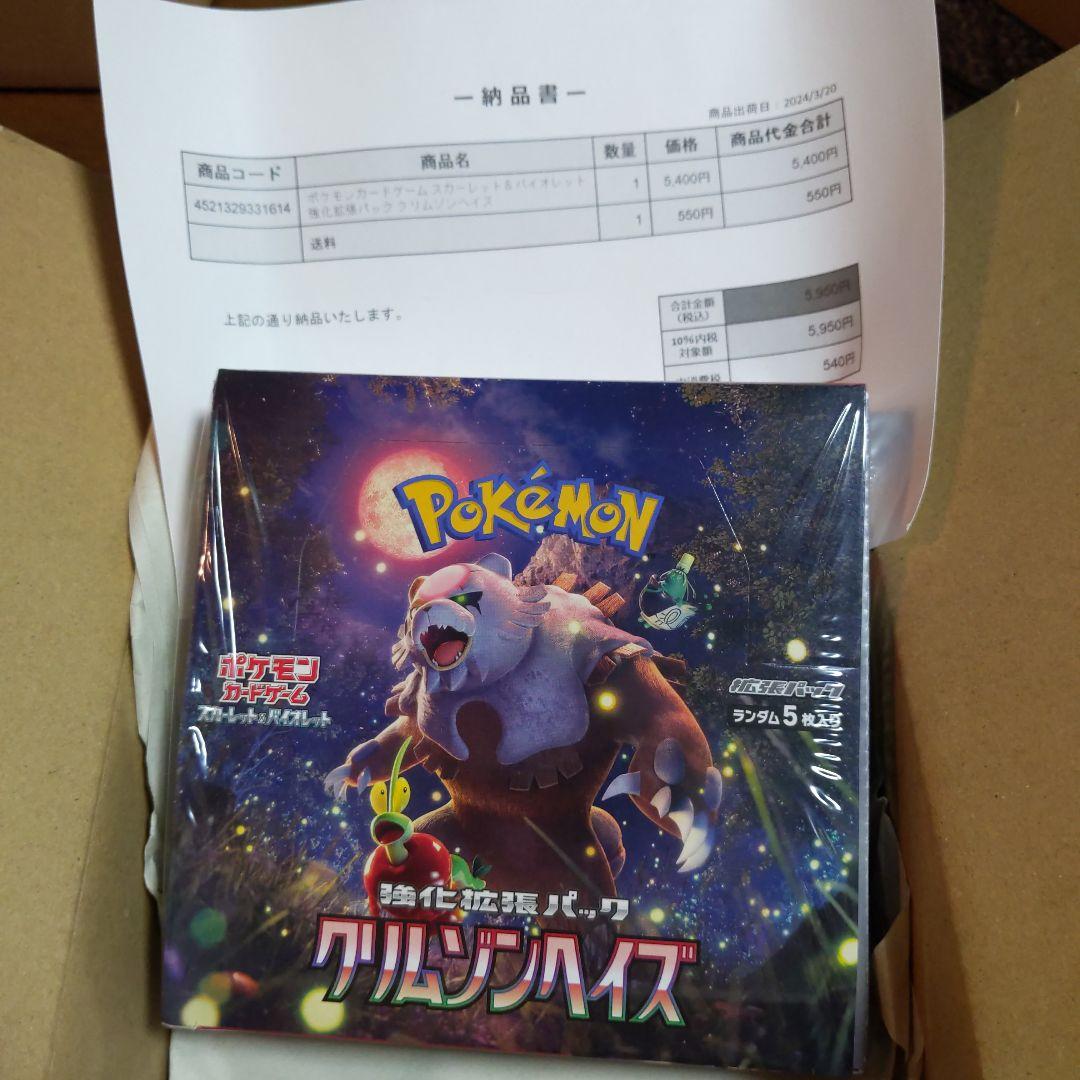 ー納品書ー
商品出荷日：2024/3/20
商品コード 商品名 数量 価格 商品代金合計
4521329331614 ポケモンカードゲーム スカーレット＆バイオレット 1 5,400円 5,400円
強化拡張パック クリムゾンヘイズ
送料 1 550円 550円
上記の通り納品いたします。
合計金額 5,950円
(税込)
10%内税 5,950円
対象額
540円
POKéMON
ポケモン
カードゲーム
スカーレット&バイオレット
拡張パック
ランダム5枚入り
強化拡張パック
クリムゾンヘイズ